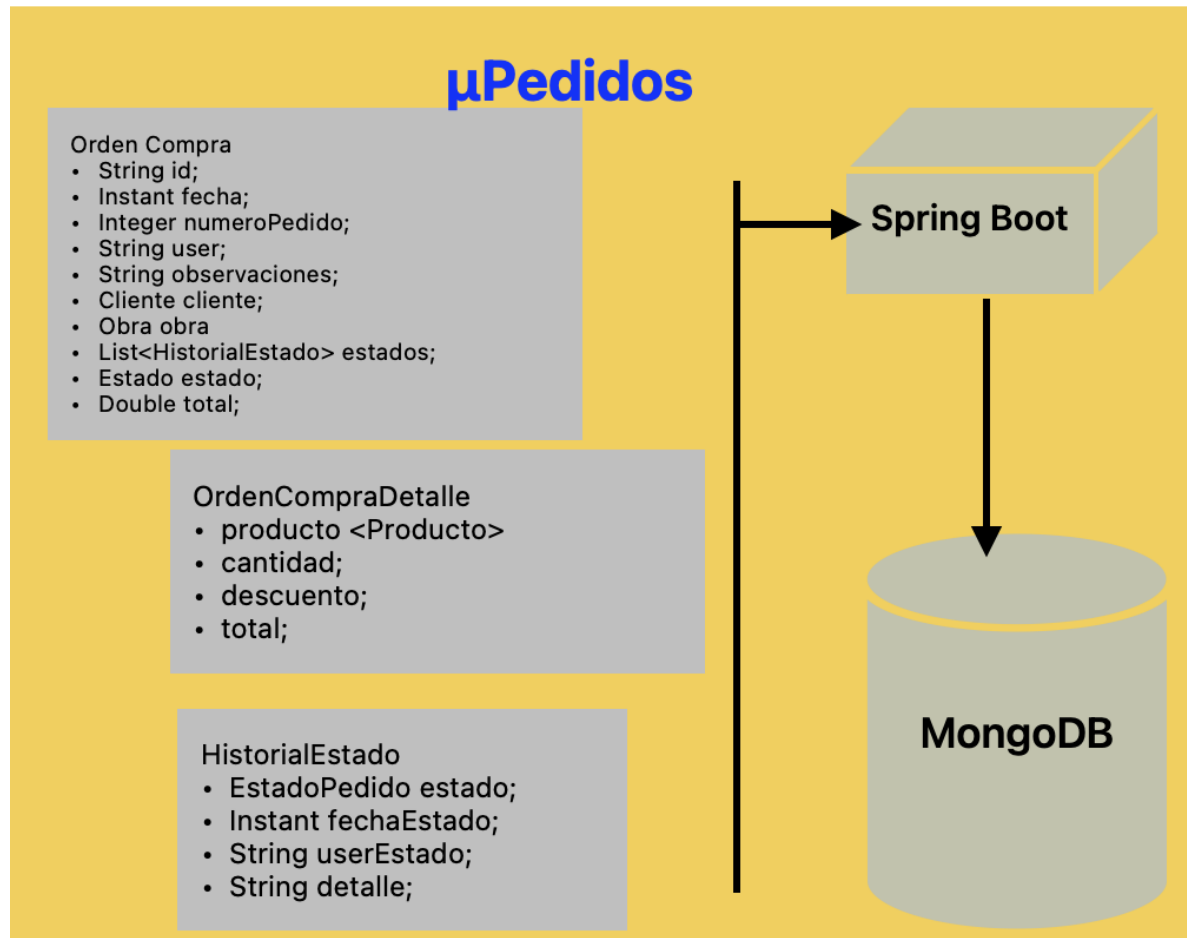 µPedidos
Orden Compra
• String id;
• Instant fecha;
• Integer numeroPedido;
• String user;
• String observaciones;
• Cliente cliente;
• Obra obra
• List<HistorialEstado> estados;
• Estado estado;
• Double total;
OrdenCompraDetalle
• producto <Producto>
• cantidad;
• descuento;
• total;
HistorialEstado
• EstadoPedido estado;
• Instant fechaEstado;
• String userEstado;
• String detalle;
Spring Boot
MongoDB